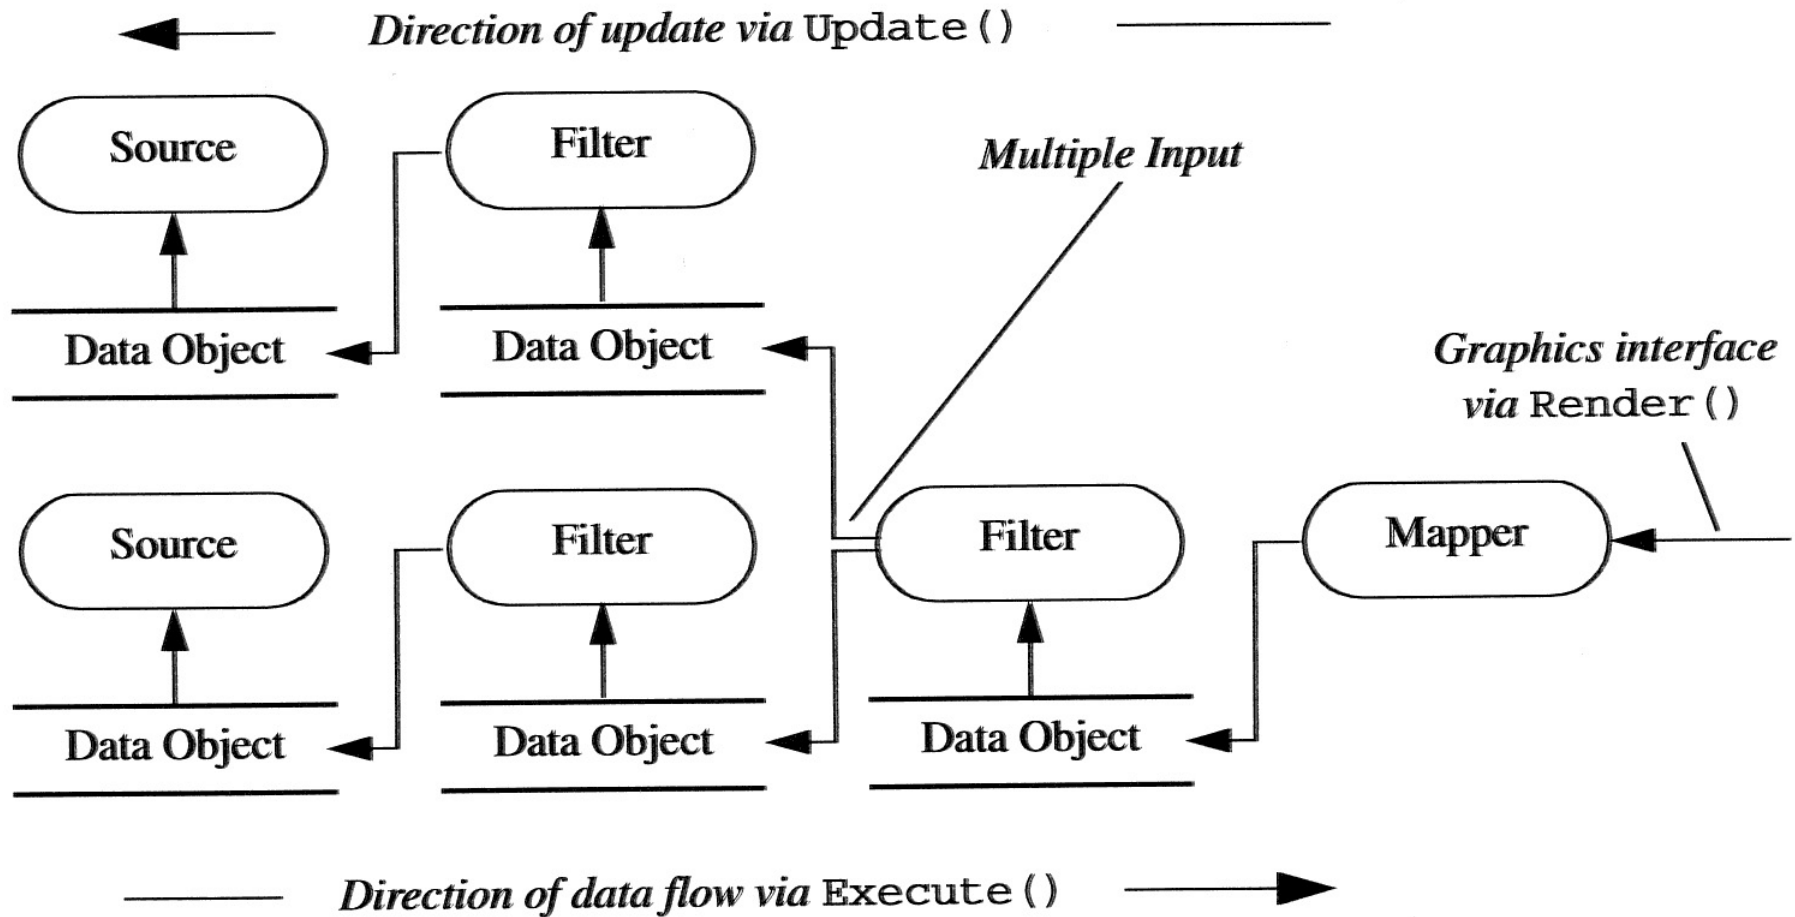 Direction of update via Update()
Source
Filter
Multiple Input
Data Object
Data Object
Graphics interface
via Render()
Source
Filter
Filter
Mapper
Data Object
Data Object
Data Object
Direction of data flow via Execute()